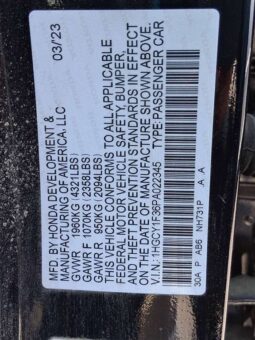 MFD. BY HONDA DEVELOPMENT & 03/23
MANUFACTURING OF AMERICA, LLC
GVWR 1960KG (4321LBS)
GAWR F 1070KG (2358LBS)
GAWR R 950KG (2094LBS)
THIS VEHICLE CONFORMS TO ALL APPLICABLE
FEDERAL MOTOR VEHICLE SAFETY, BUMPER,
AND THEFT PREVENTION STANDARDS IN EFFECT
ON THE DATE OF MANUFACTURE SHOWN ABOVE.
VIN: 1HGCY1F36PA022345 TYPE:PASSENGER CAR
30A P AB6 NH731P A A